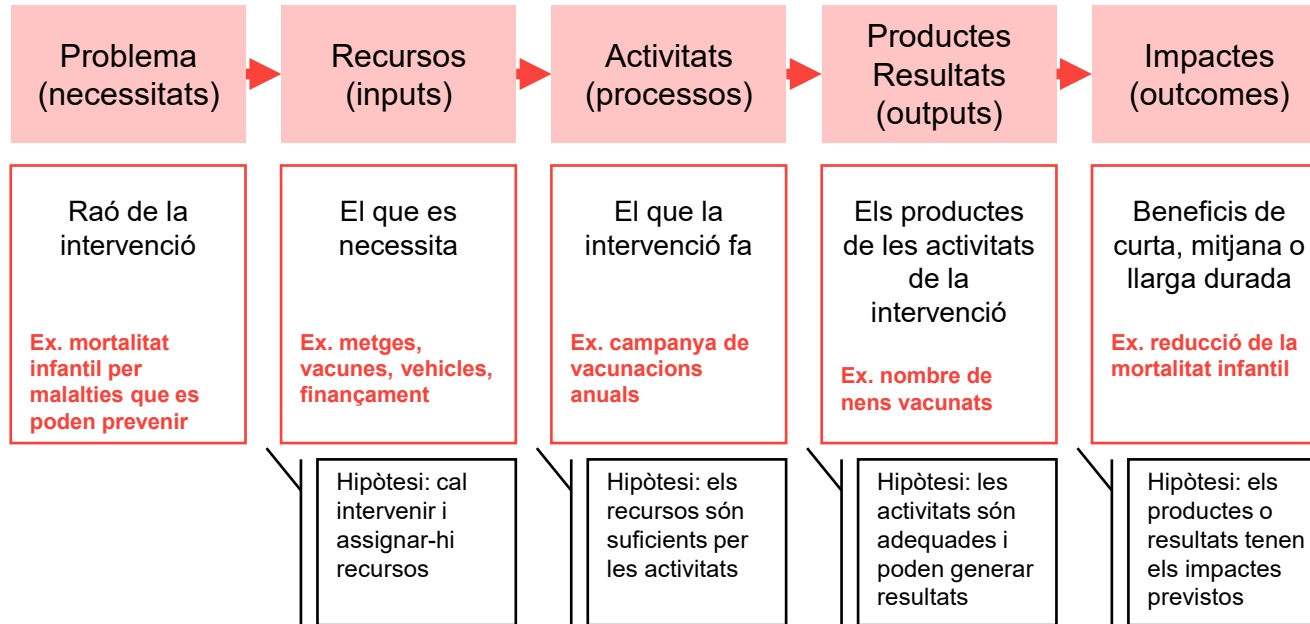 Problema
(necessitats)
Recursos
(inputs)
Activitats
(processos)
Productes
Resultats
(outputs)
Impactes
(outcomes)
Raó de la
intervenció
Ex. mortalitat
infantil per
malalties que es
poden prevenir
El que es
necessita
Ex. metges,
vacunes, vehicles,
finançament
El que la
intervenció fa
Ex. campanya de
vacunacions
anuals
Els productes
de les activitats
de la
intervenció
Ex. nombre de
nens vacunats
Beneficis de
curta, mitjana o
llarga durada
Ex. reducció de la
mortalitat infantil
Hipòtesi: cal
intervenir i
assignar-hi
recursos
Hipòtesi: els
recursos són
suficients per
les activitats
Hipòtesi: les
activitats són
adequades i
poden generar
resultats
Hipòtesi: els
productes o
resultats tenen
els impactes
previstos